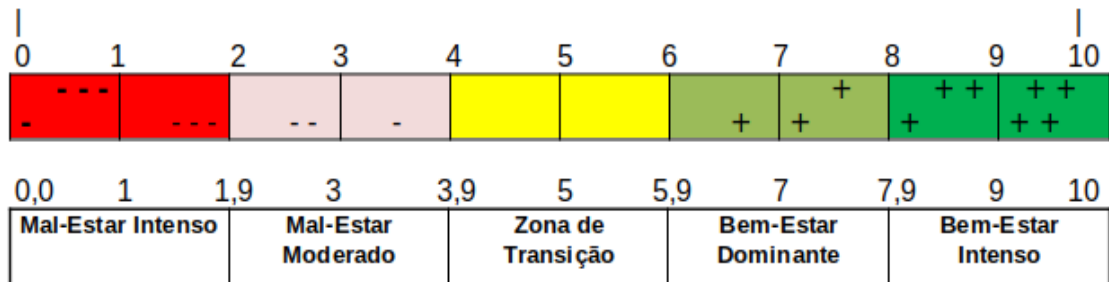 | |
0 1 2 3 4 5 6 7 8 9 10
- - - + + + + +
- - - - - - - + + + + +
0,0 1 1,9 3 3,9 5 5,9 7 7,9 9 10
Mal-Estar Intenso Mal-Estar Zona de Bem-Estar Bem-Estar
Moderado Transição Dominante Intenso